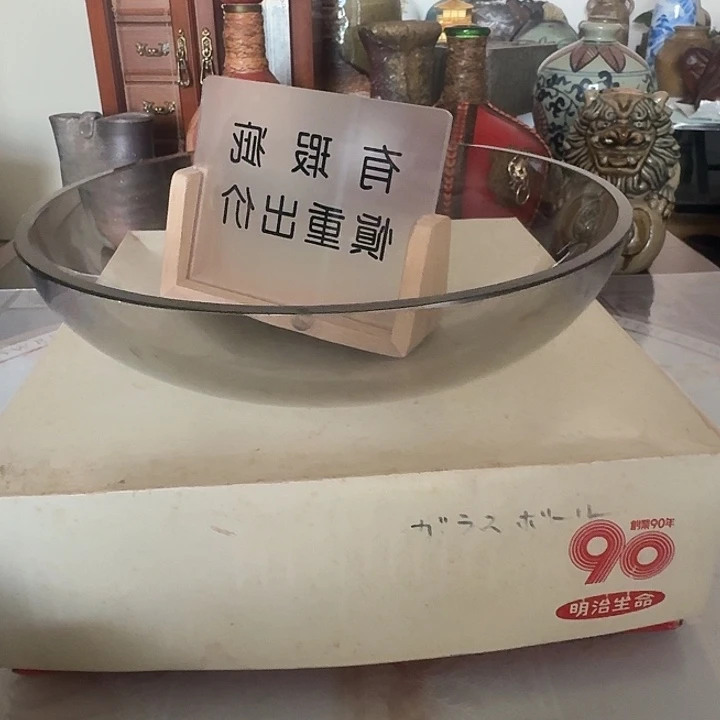 有瑕疵
慎重出价
ガラスボール
創業90年
90
明治生命